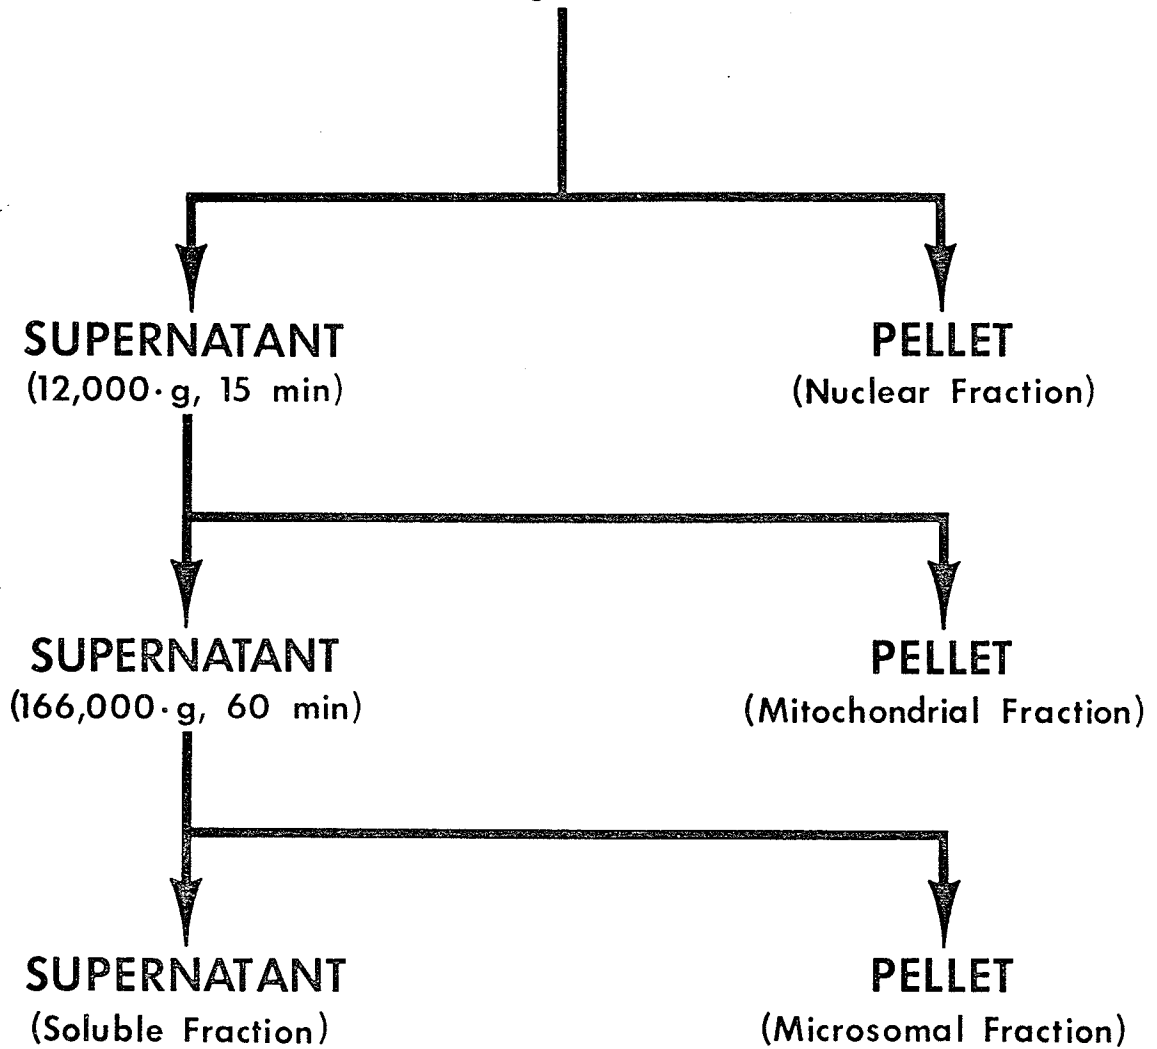 SUPERNATANT
(12,000·g, 15 min)
PELLET
(Nuclear Fraction)
SUPERNATANT
(166,000·g, 60 min)
PELLET
(Mitochondrial Fraction)
SUPERNATANT
(Soluble Fraction)
PELLET
(Microsomal Fraction)